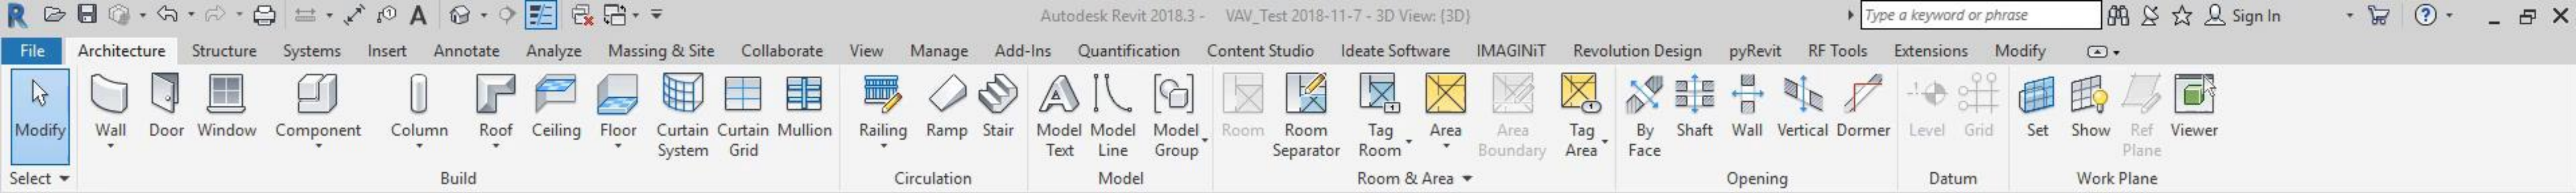 Autodesk Revit 2018.3 - VAV_Test 2018-11-7 - 3D View: {3D} Type a keyword or phrase Sign In
File Architecture Structure Systems Insert Annotate Analyze Massing & Site Collaborate View Manage Add-Ins Quantification Content Studio Ideate Software IMAGINiT Revolution Design pyRevit RF Tools Extensions Modify
Modify Wall Door Window Component Column Roof Ceiling Floor Curtain System Curtain Grid Mullion Railing Ramp Stair Model Text Model Line Model Group Room Room Separator Tag Room Area Area Boundary Tag Area By Face Shaft Wall Vertical Dormer Level Grid Set Show Ref Plane Viewer
Select Build Circulation Model Room & Area Opening Datum Work Plane